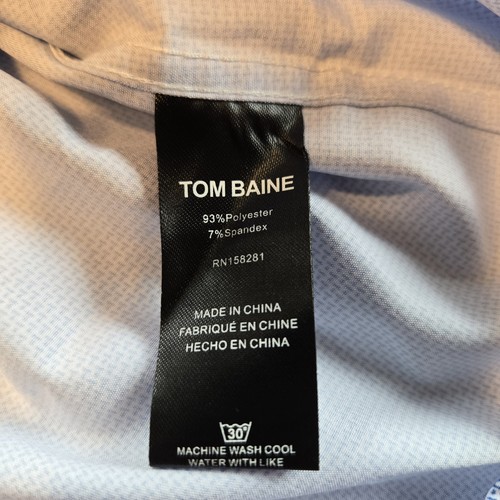 TOM BAINE
93%Polyester
7%Spandex
RN158281
MADE IN CHINA
FABRIQUÉ EN CHINE
HECHO EN CHINA
30°
MACHINE WASH COOL
WATER WITH LIKE